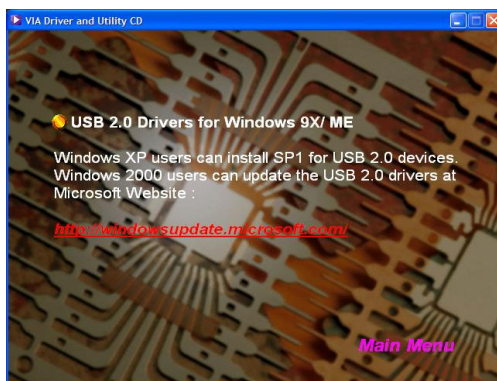 VIA Driver and Utility CD
USB 2.0 Drivers for Windows 9X/ ME
Windows XP users can install SP1 for USB 2.0 devices.
Windows 2000 users can update the USB 2.0 drivers at
Microsoft Website :
http://windowsupdate.microsoft.com/
Main Menu